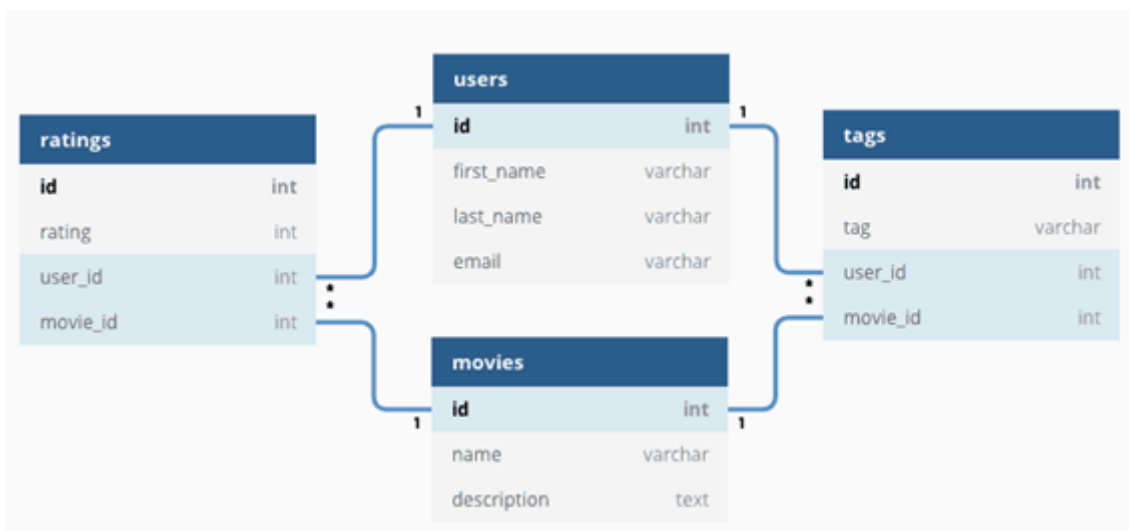 ratings
id int
rating int
user_id int
movie_id int
*
*
1
users
1
id int
first_name varchar
last_name varchar
email varchar
movies
id int
1
1
name varchar
description text
tags
id int
tag varchar
user_id int
*
*
movie_id int